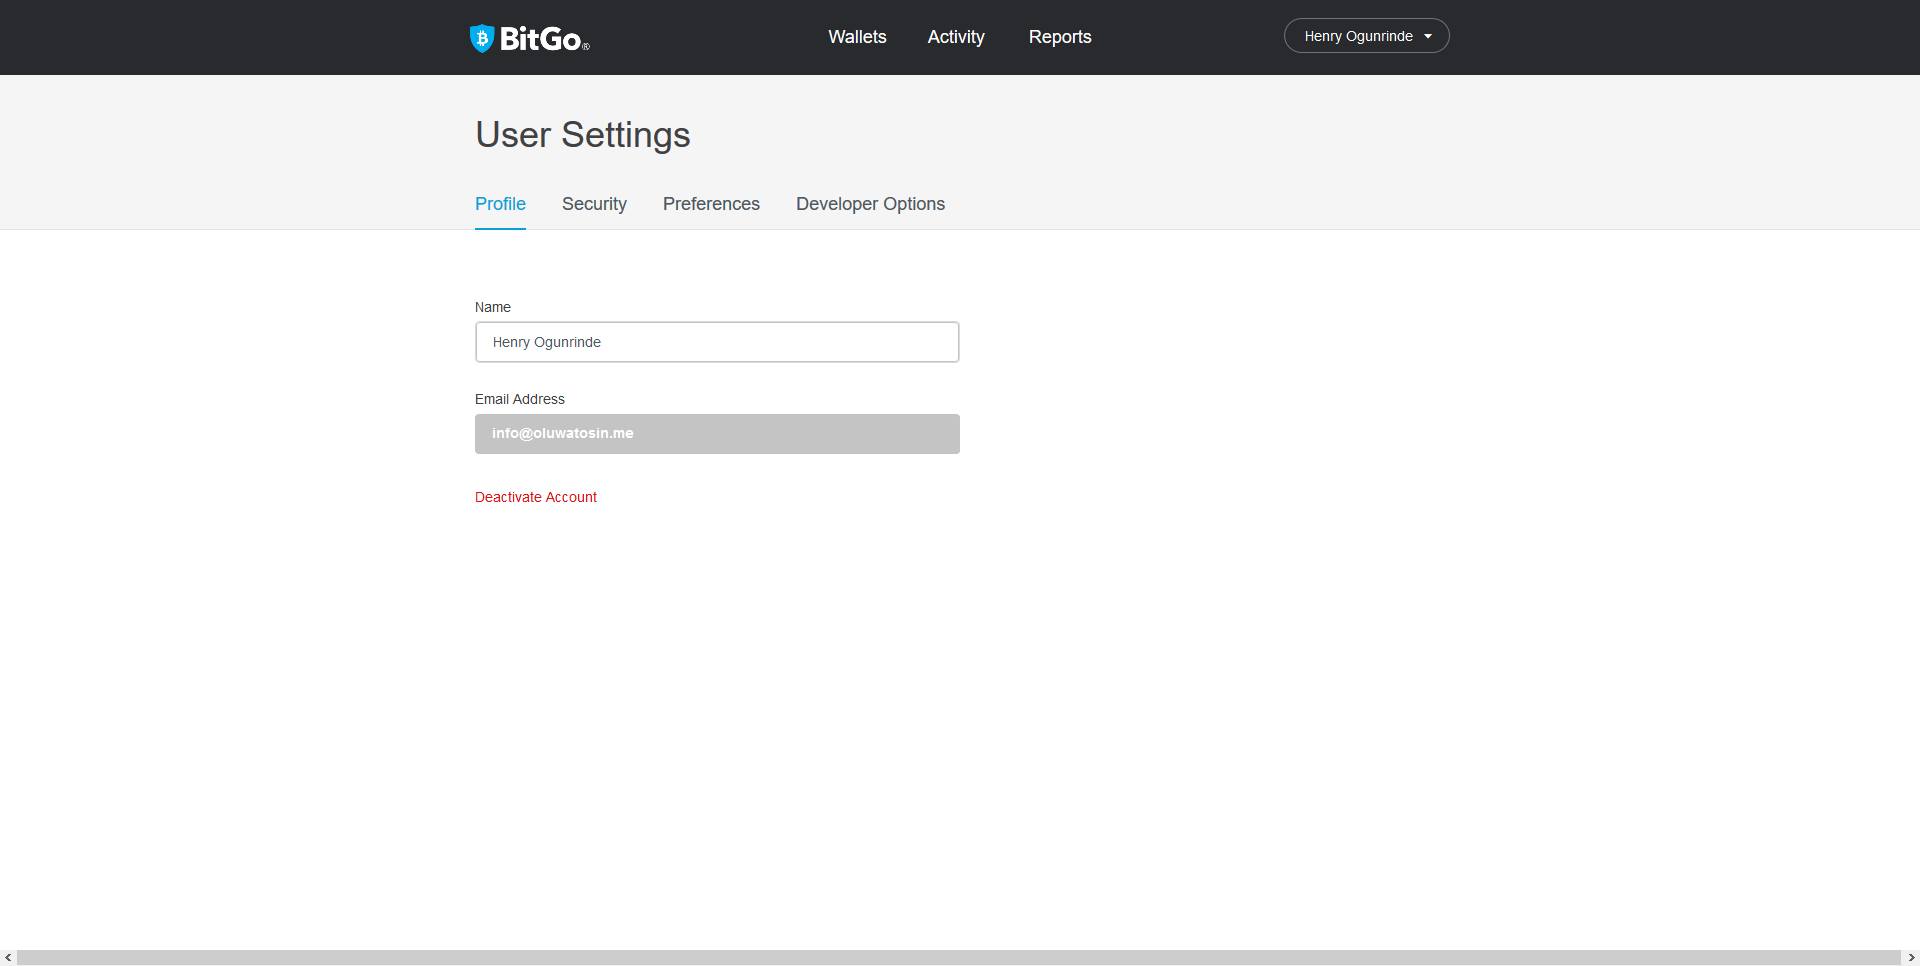 BitGo®
Wallets Activity Reports
Henry Ogunrinde
User Settings
Profile Security Preferences Developer Options
Name
Henry Ogunrinde
Email Address
info@oluwatosin.me
Deactivate Account